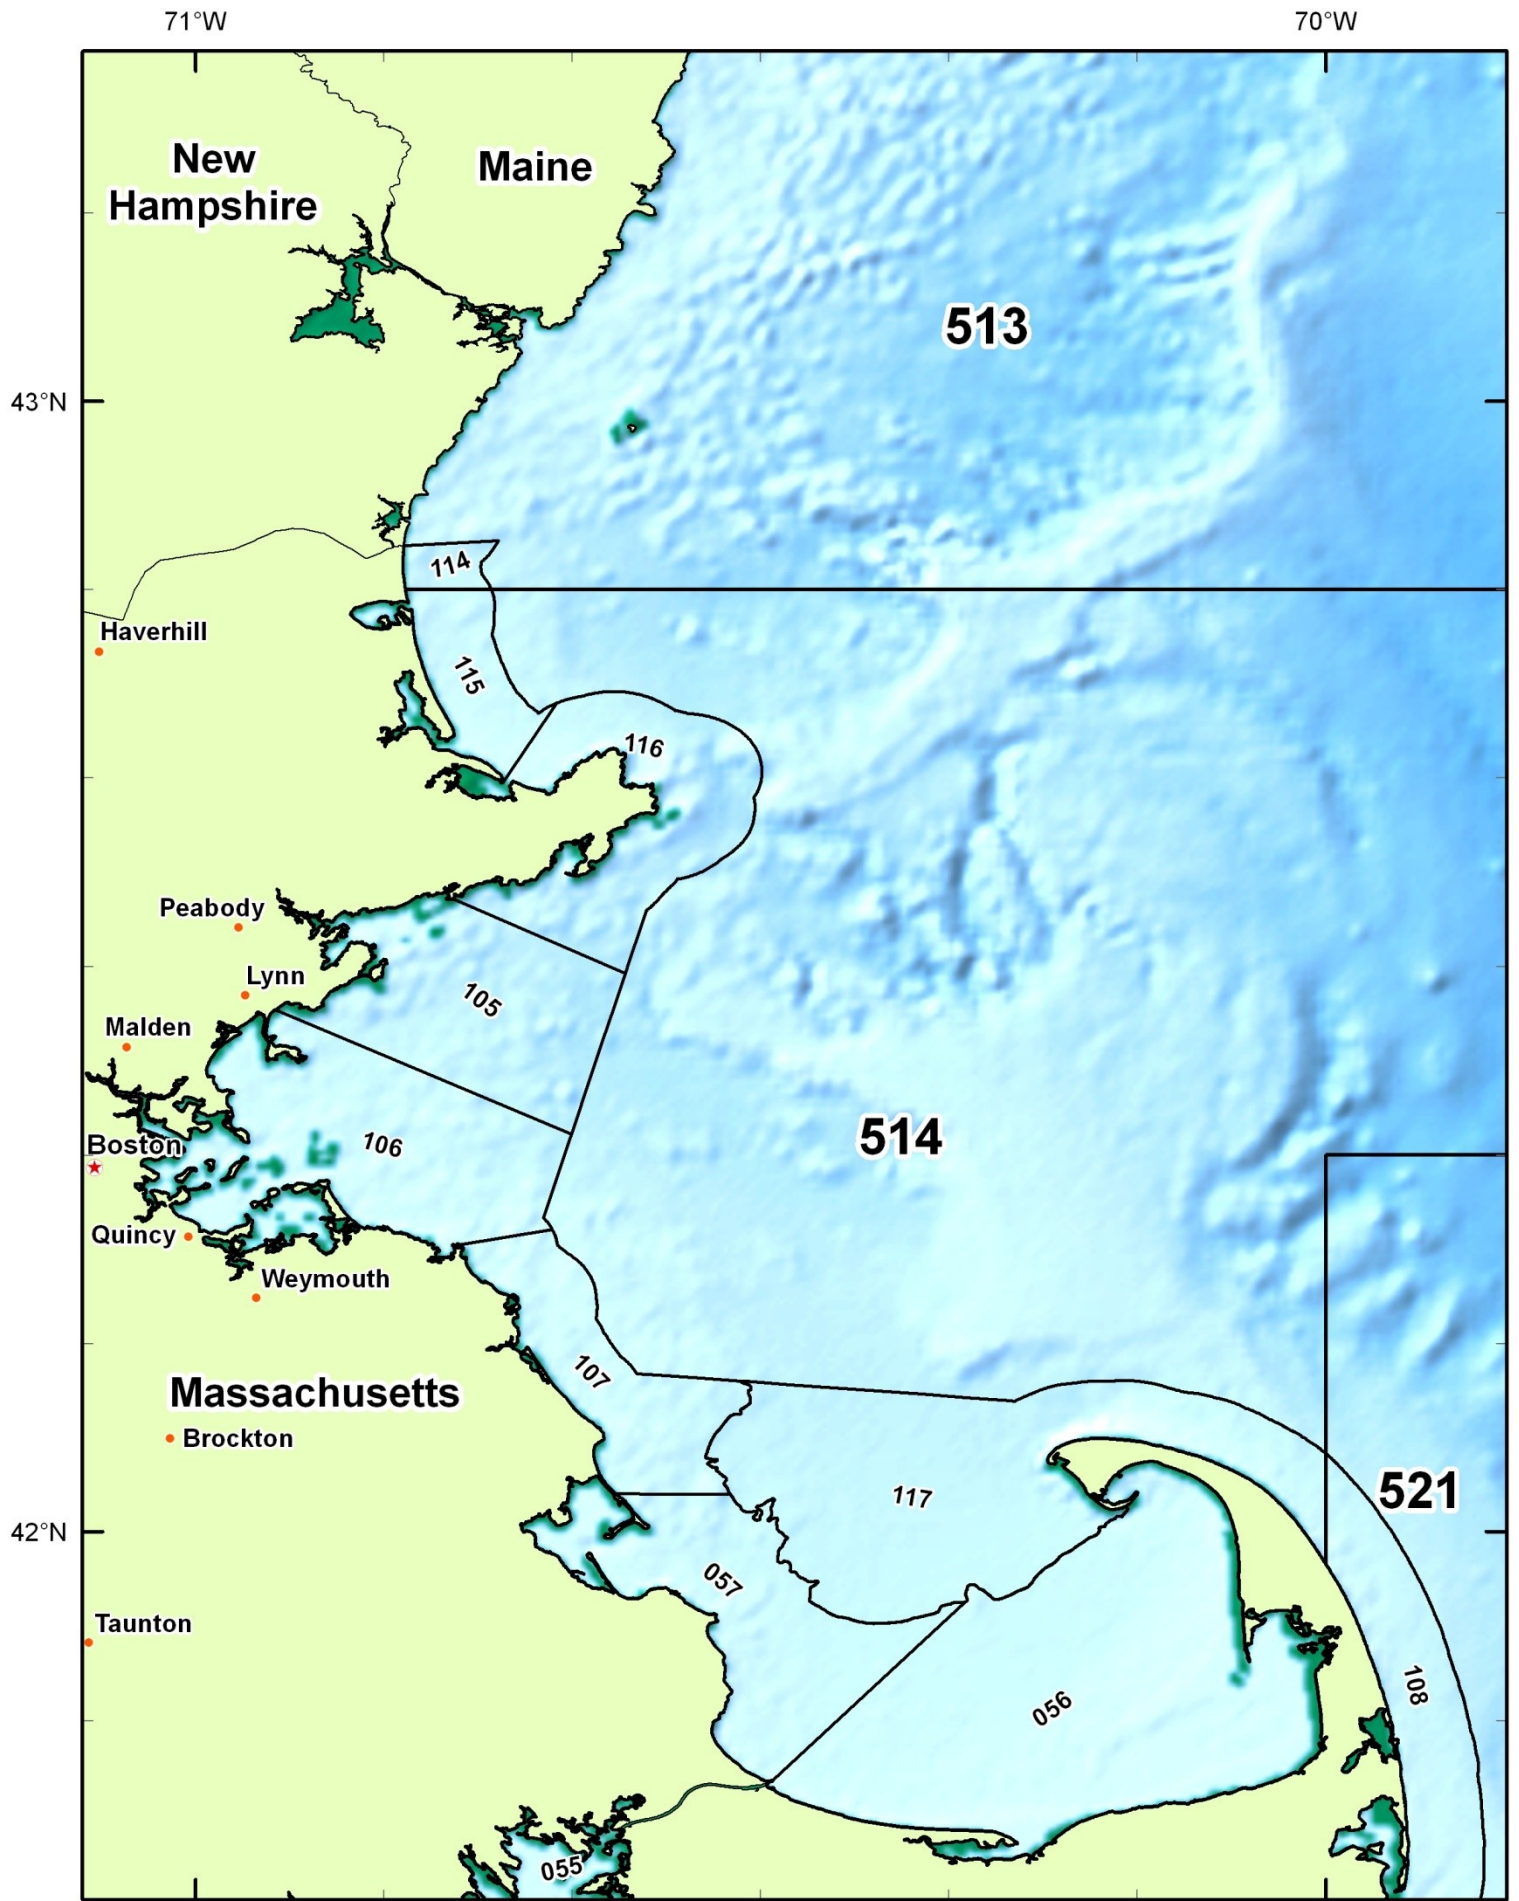 71°W
70°W
New
Hampshire
Maine
513
43°N
114
Haverhill
115
116
Peabody
Lynn
105
Malden
514
Boston
106
Quincy
Weymouth
107
Massachusetts
Brockton
521
117
42°N
057
Taunton
108
056
055